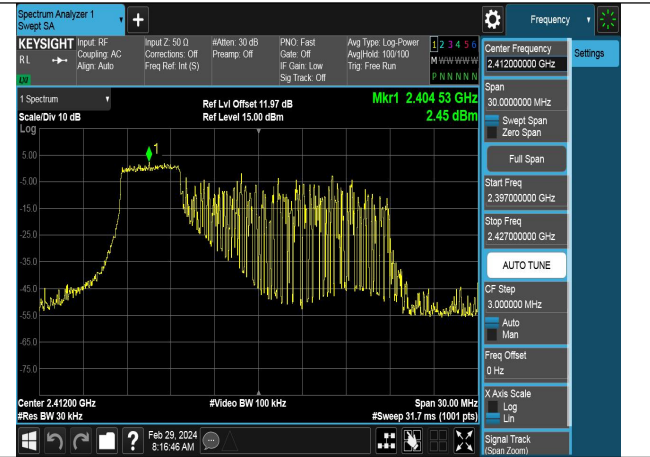 Spectrum Analyzer 1
Swept SA
+
Frequency
KEYSIGHT
Input: RF
Input Z: 50 Ω
#Atten: 30 dB
PNO: Fast
Avg Type: Log-Power
1 2 3 4 5 6
RL
Coupling: AC
Corrections: Off
Preamp: Off
Gate: Off
Avg|Hold: 100/100
M W W W W W
Align: Auto
Freq Ref: Int (S)
IF Gain: Low
Trig: Free Run
Sig Track: Off
P N N N N N
1 Spectrum
Scale/Div 10 dB
Ref Lvl Offset 11.97 dB
Ref Level 15.00 dBm
Mkr1 2.404 53 GHz
2.45 dBm
Log
1
5.00
-5.00
-15.0
-25.0
-35.0
-45.0
-55.0
-65.0
-75.0
Center 2.41200 GHz
#Video BW 100 kHz
Span 30.00 MHz
#Res BW 30 kHz
#Sweep 31.7 ms (1001 pts)
Feb 29, 2024
8:16:46 AM
?
Center Frequency
2.412000000 GHz
Settings
Span
30.0000000 MHz
Swept Span
Zero Span
Full Span
Start Freq
2.397000000 GHz
Stop Freq
2.427000000 GHz
AUTO TUNE
CF Step
3.000000 MHz
Auto
Man
Freq Offset
0 Hz
X Axis Scale
Log
Lin
Signal Track
(Span Zoom)